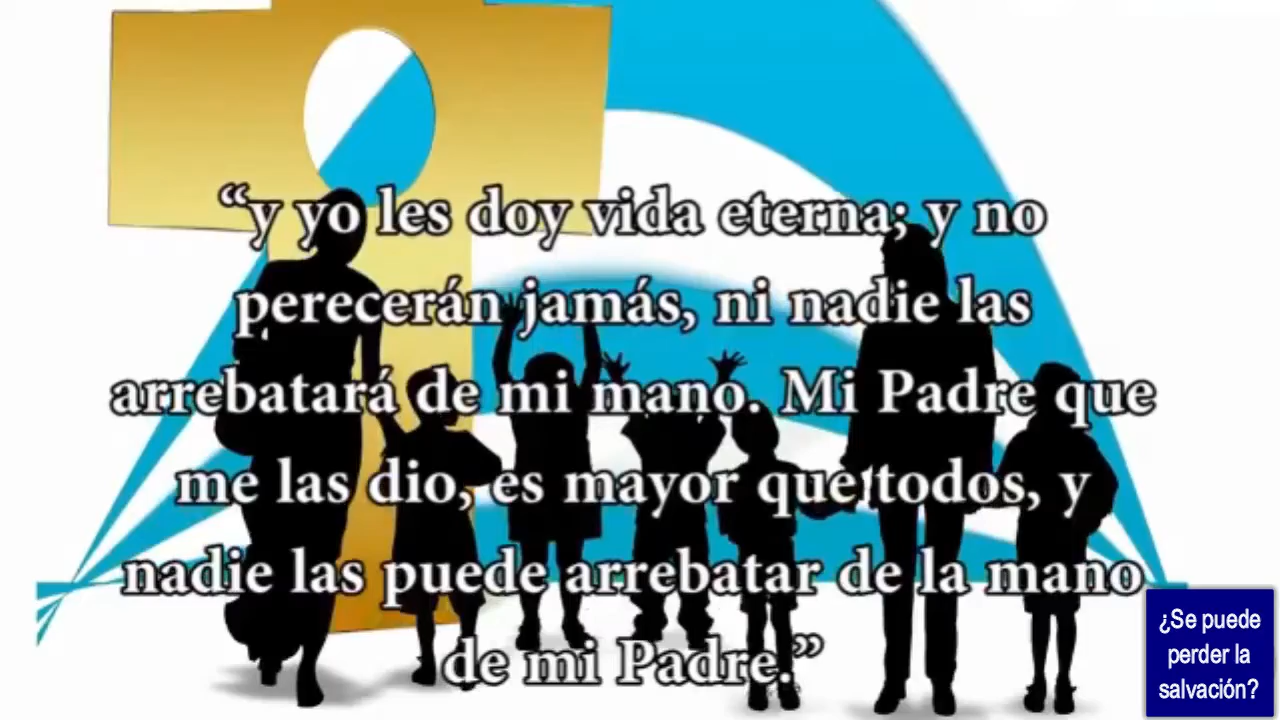 “y yo les doy vida eterna; y no
perecerán jamás, ni nadie las
arrebatará de mi mano. Mi Padre que
me las dio, es mayor que todos, y
nadie las puede arrebatar de la mano
de mi Padre.”
¿Se puede
perder la
salvación?